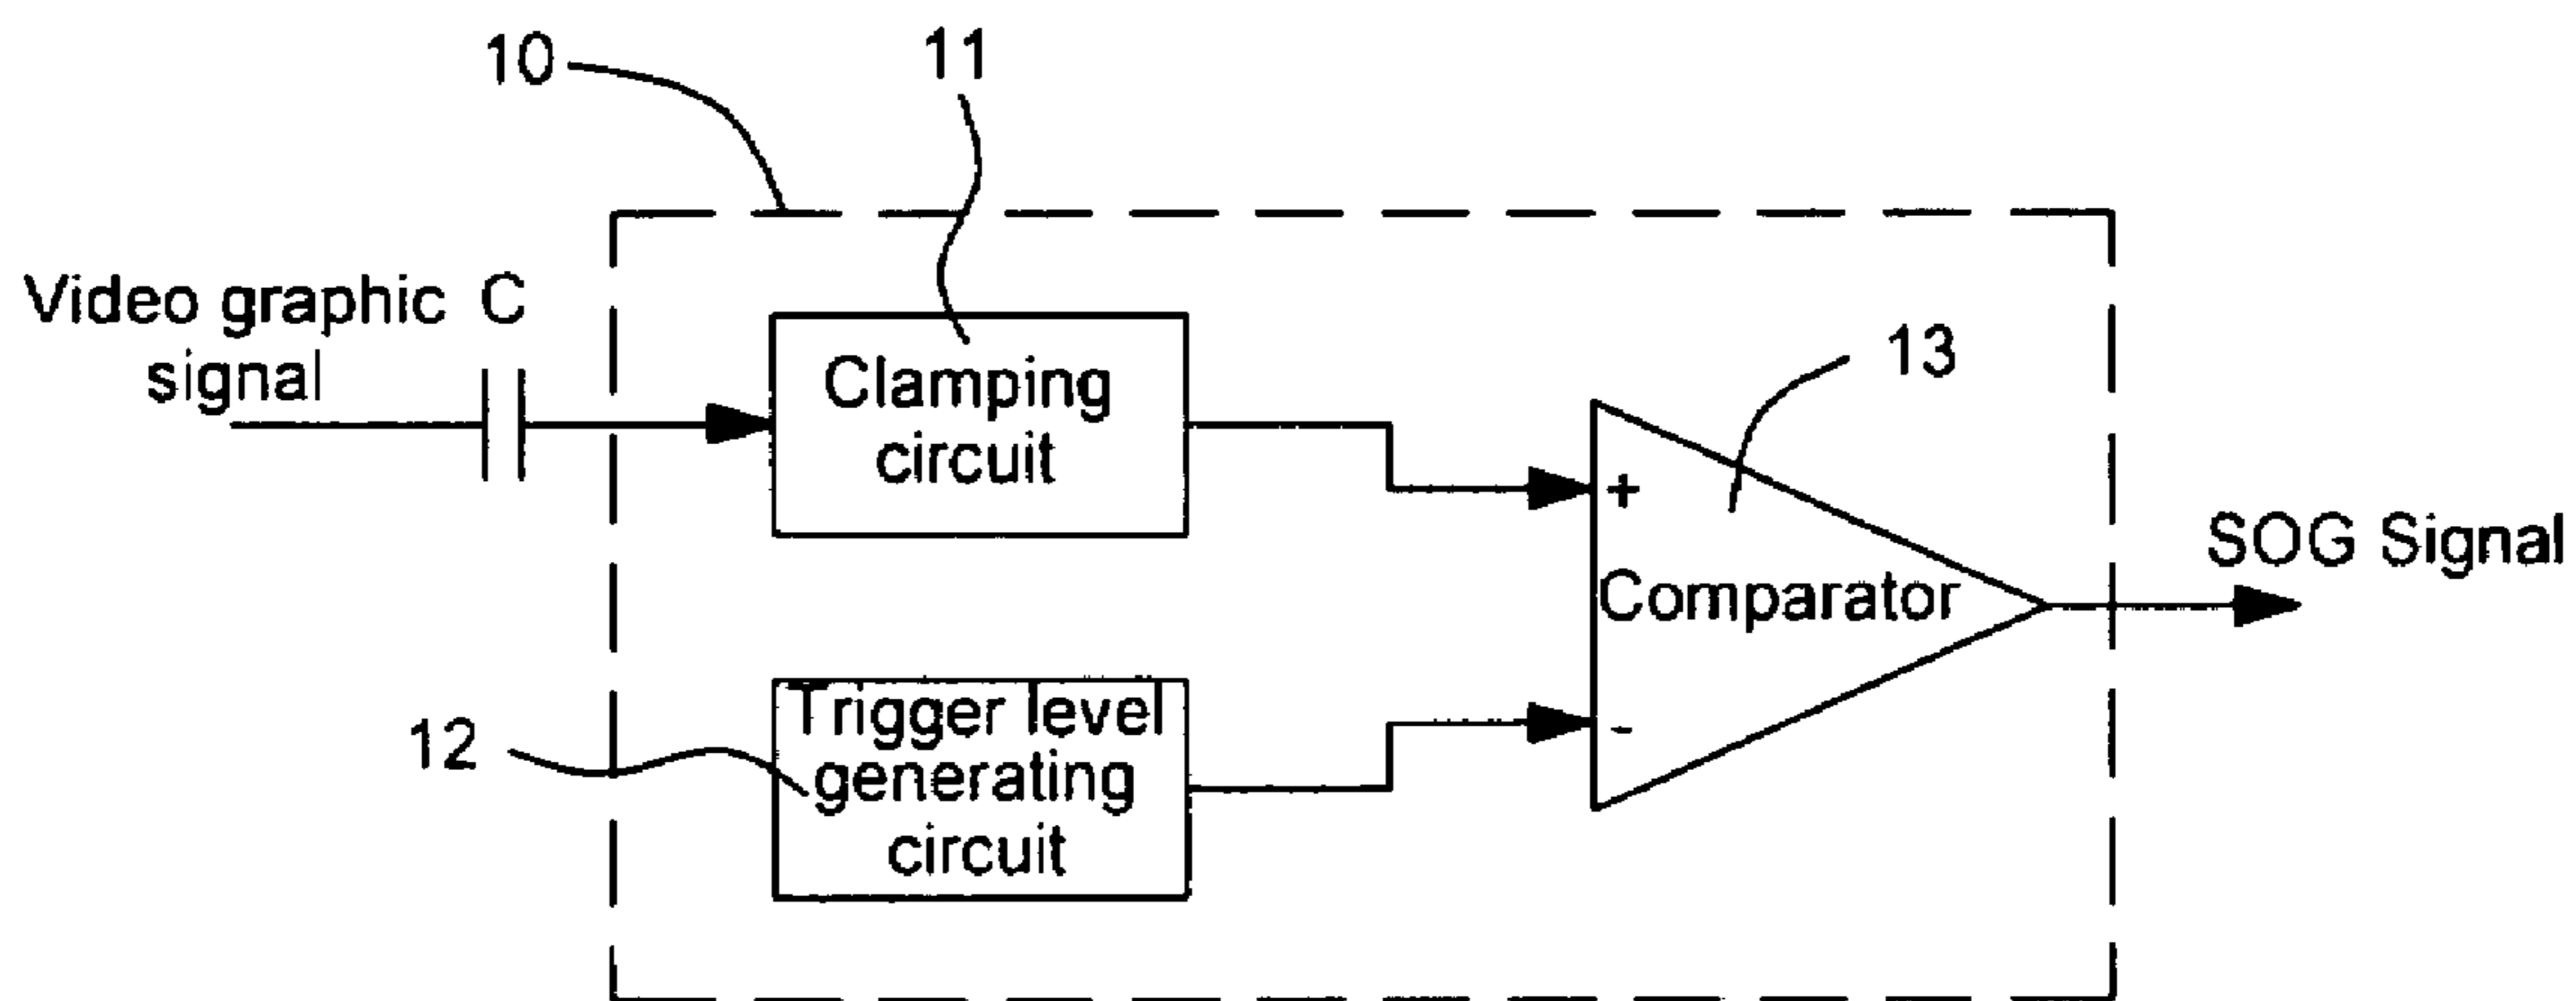 10
11
Video graphic C
signal
Clamping
circuit
13
+
Comparator
SOG Signal
12
Trigger level
generating
circuit
-